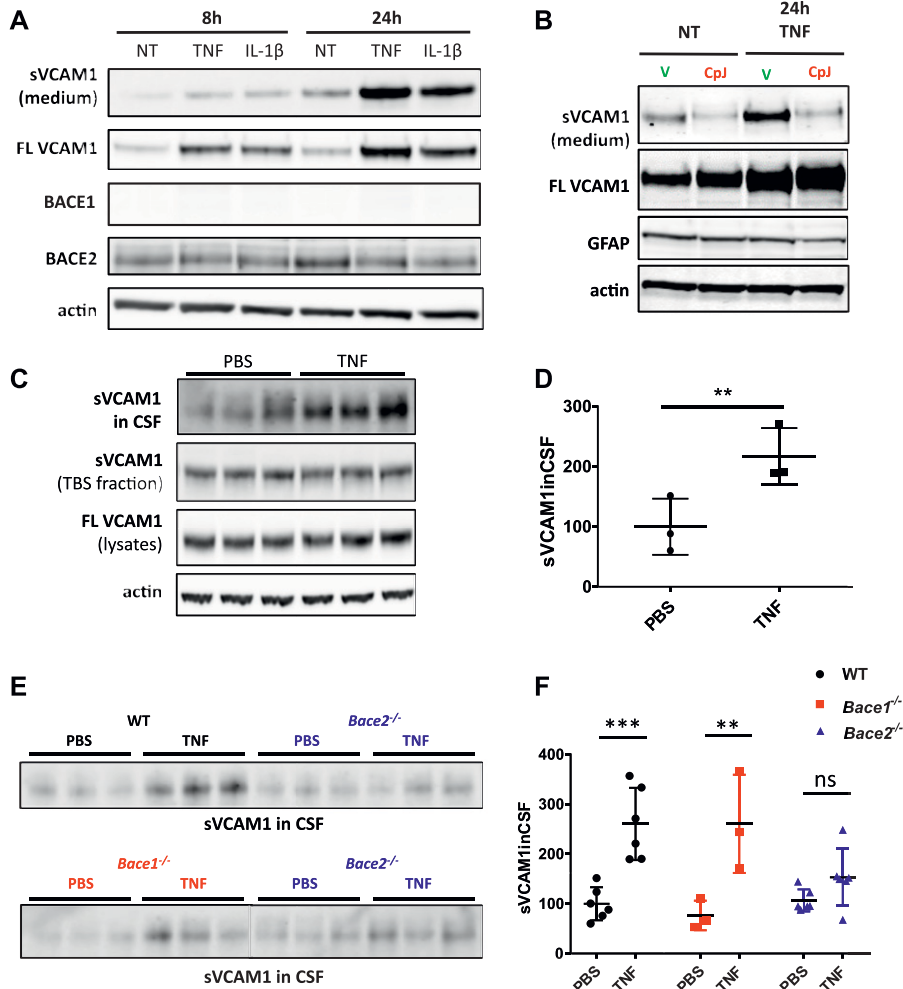 A
8h
24h
NT
TNF
IL-1β
NT
TNF
IL-1β
sVCAM1
(medium)
FL VCAM1
BACE1
BACE2
actin
B
24h
NT
TNF
V
CpJ
V
CpJ
sVCAM1
(medium)
FL VCAM1
GFAP
actin
C
PBS
TNF
sVCAM1
in CSF
sVCAM1
(TBS fraction)
FL VCAM1
(lysates)
actin
D
**
300
200
100
0
sVCAM1inCSF
PBS
TNF
E
WT
Bace2-/-
PBS
TNF
PBS
TNF
sVCAM1 in CSF
Bace1-/-
Bace2-/-
PBS
TNF
PBS
TNF
sVCAM1 in CSF
F
WT
Bace1-/-
Bace2-/-
***
**
ns
400
300
200
100
0
sVCAM1inCSF
PBS
TNF
PBS
TNF
PBS
TNF